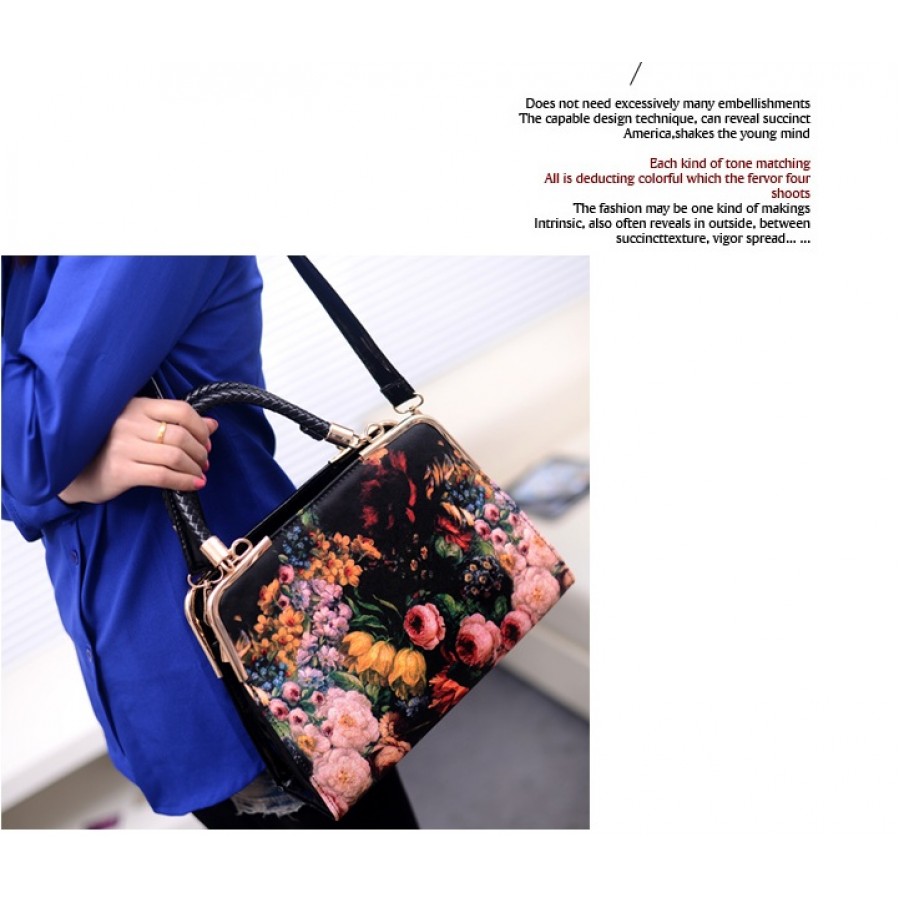 /
Does not need excessively many embellishments
The capable design technique, can reveal succinct
America,shakes the young mind
Each kind of tone matching
All is deducting colorful which the fervor four
shoots
The fashion may be one kind of makings
Intrinsic, also often reveals in outside, between
succincttexture, vigor spread... ...